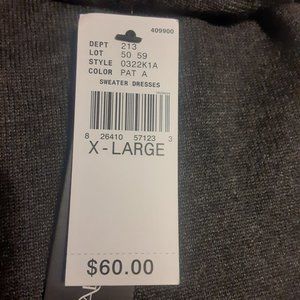 409900
DEPT 213
LOT 50 59
STYLE 0322K1A
COLOR PAT A
SWEATER DRESSES
8 26410 57123 3
X-LARGE
$60.00